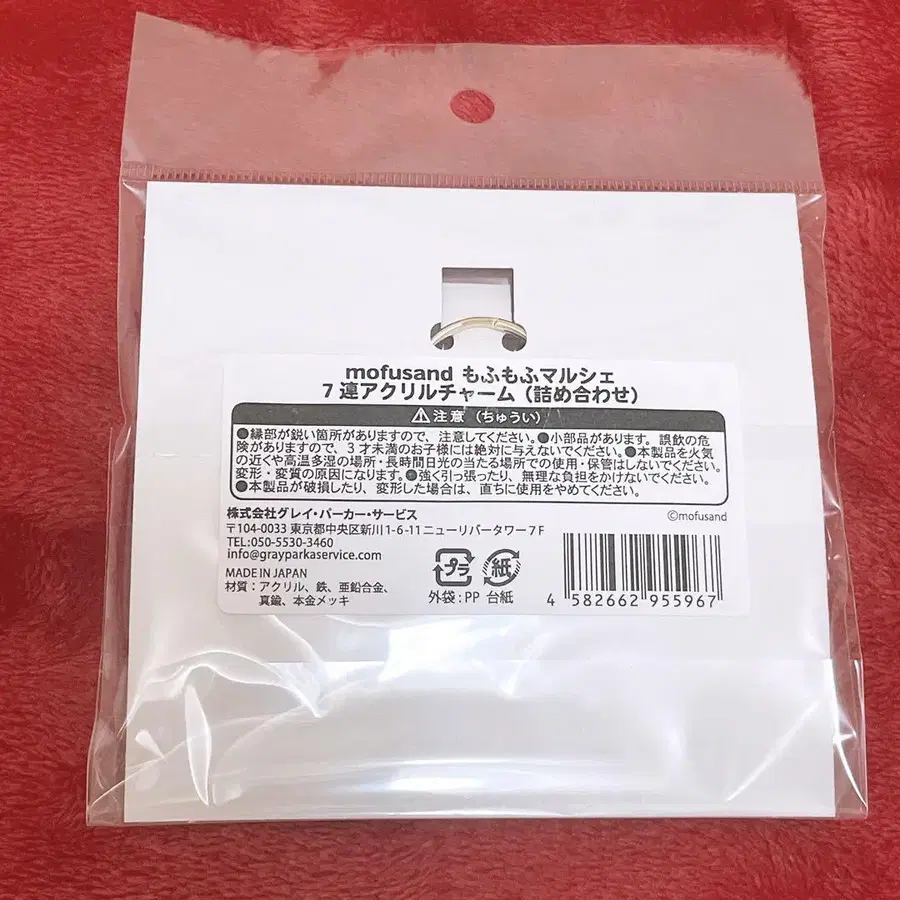 mofusand もふもふマルシェ
7連アクリルチャーム（詰め合わせ）
⚠注意（ちゅうい）
●縁部が鋭い箇所がありますので、注意してください。●小部品があります。誤飲の危
険がありますので、3才未満のお子様には絶対に与えないでください。●本製品を火気
の近くや高温多湿の場所・長時間日光の当たる場所での使用・保管はしないでください。
変形・変質の原因になります。●強く引っ張ったり、無理な負担をかけないでください。
●本製品が破損したり、変形した場合は、直ちに使用をやめてください。
©mofusand
株式会社グレイ・パーカー・サービス
〒104-0033 東京都中央区新川1-6-11ニューリバータワー7F
TEL:050-5530-3460
info@grayparkaservice.com
MADE IN JAPAN
材質：アクリル、鉄、亜鉛合金、
真鍮、本金メッキ
プラ 紙
外袋:PP 台紙
4 582662 955967